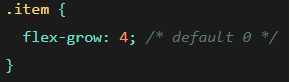 .item {
  flex-grow: 4; /* default 0 */
}